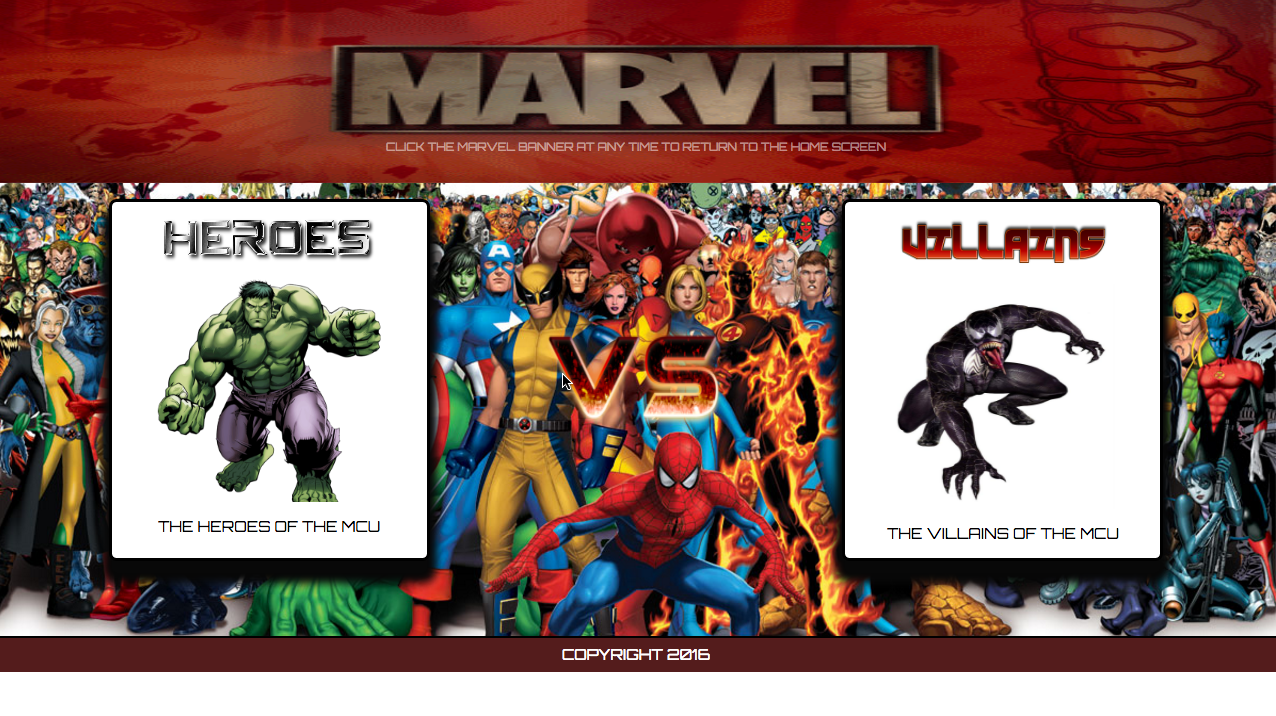 MARVEL
CLICK THE MARVEL BANNER AT ANY TIME TO RETURN TO THE HOME SCREEN
HEROES
VILLAINS
A
VS
4
THE HEROES OF THE MCU
THE VILLAINS OF THE MCU
COPYRIGHT 2016